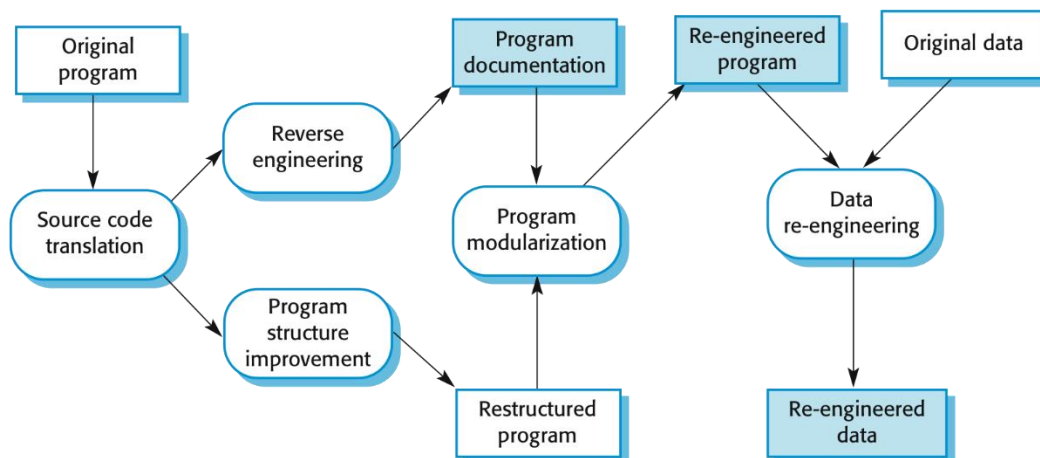 Original
program
Program
documentation
Re-engineered
program
Original data
Reverse
engineering
Source code
translation
Program
modularization
Data
re-engineering
Program
structure
improvement
Restructured
program
Re-engineered
data